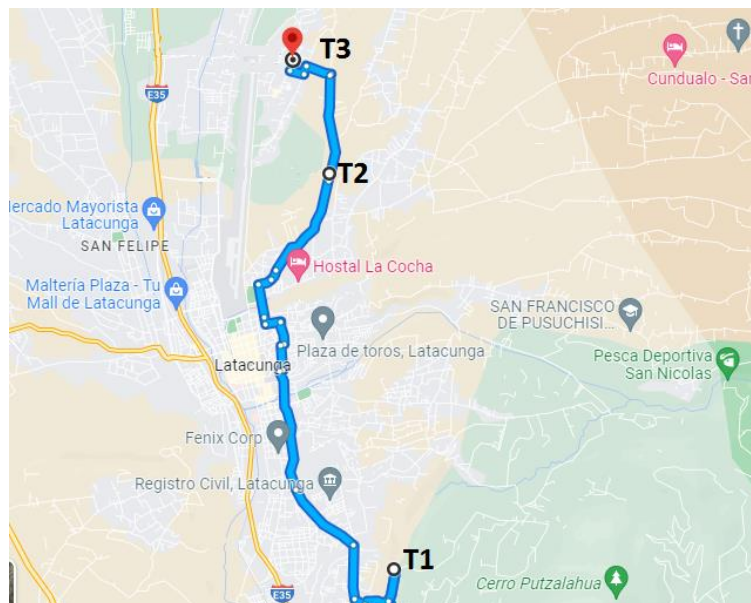 T3
Cundualo - San
E35
T2
Mercado Mayorista
Latacunga
SAN FELIPE
Hostal La Cocha
Maltería Plaza - Tu
Mall de Latacunga
SAN FRANCISCO
DE PUSUCHISI...
Plaza de toros, Latacunga
Pesca Deportiva
San Nicolas
Latacunga
Fenix Corp
Registro Civil, Latacunga
T1
E35
Cerro Putzalahua